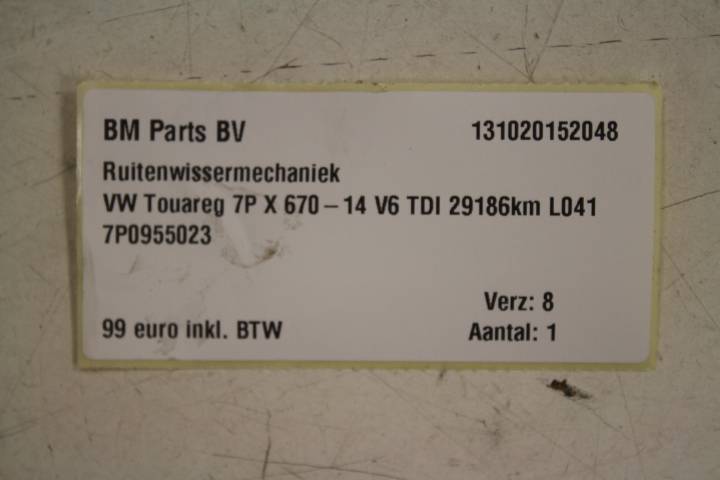 BM Parts BV 131020152048
Ruitenwissermechaniek
VW Touareg 7P X 670 – 14 V6 TDI 29186km L041
7P0955023
Verz: 8
99 euro inkl. BTW Aantal: 1